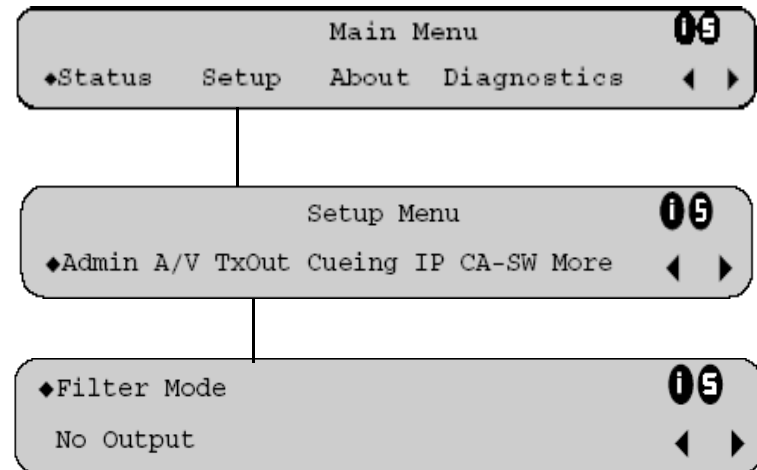 Main Menu
◆Status Setup About Diagnostics
Setup Menu
◆Admin A/V TxOut Cueing IP CA-SW More
◆Filter Mode
No Output